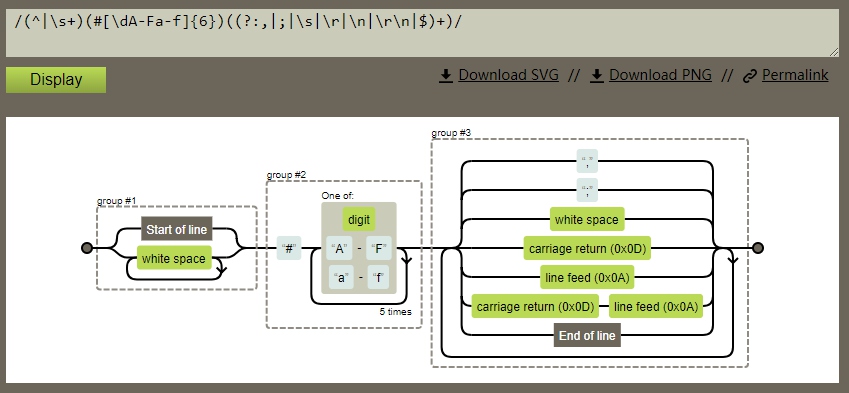 /(^|\s+)(#[\dA-Fa-f]{6})((?:,|;|\s|\r|\n|\r\n|$)+)/
Display
Download SVG // Download PNG // Permalink
group #1
Start of line
white space
group #2
One of:
“#”
digit
“A” - “F”
“a” - “f”
5 times
group #3
“,”
“;”
white space
carriage return (0x0D)
line feed (0x0A)
carriage return (0x0D) line feed (0x0A)
End of line